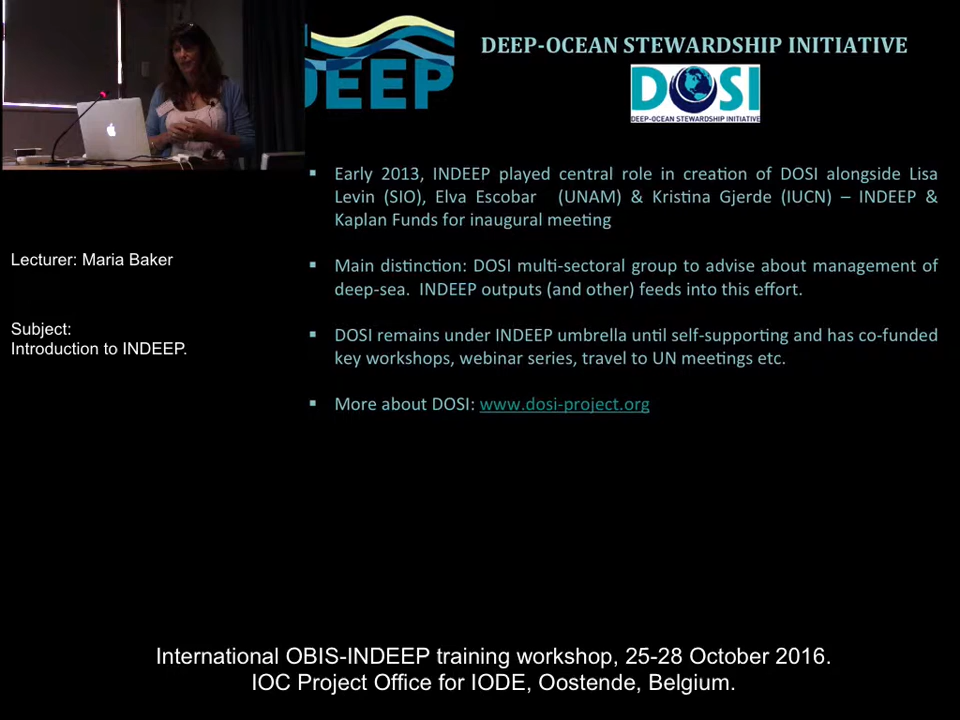 INDEEP
DEEP-OCEAN STEWARDSHIP INITIATIVE
DOSI
DEEP-OCEAN STEWARDSHIP INITIATIVE
▪ Early 2013, INDEEP played central role in creation of DOSI alongside Lisa
Levin (SIO), Elva Escobar (UNAM) & Kristina Gjerde (IUCN) – INDEEP &
Kaplan Funds for inaugural meeting
▪ Main distinction: DOSI multi-sectoral group to advise about management of
deep-sea. INDEEP outputs (and other) feeds into this effort.
▪ DOSI remains under INDEEP umbrella until self-supporting and has co-funded
key workshops, webinar series, travel to UN meetings etc.
▪ More about DOSI: www.dosi-project.org
Lecturer: Maria Baker
Subject:
Introduction to INDEEP.
International OBIS-INDEEP training workshop, 25-28 October 2016.
IOC Project Office for IODE, Oostende, Belgium.